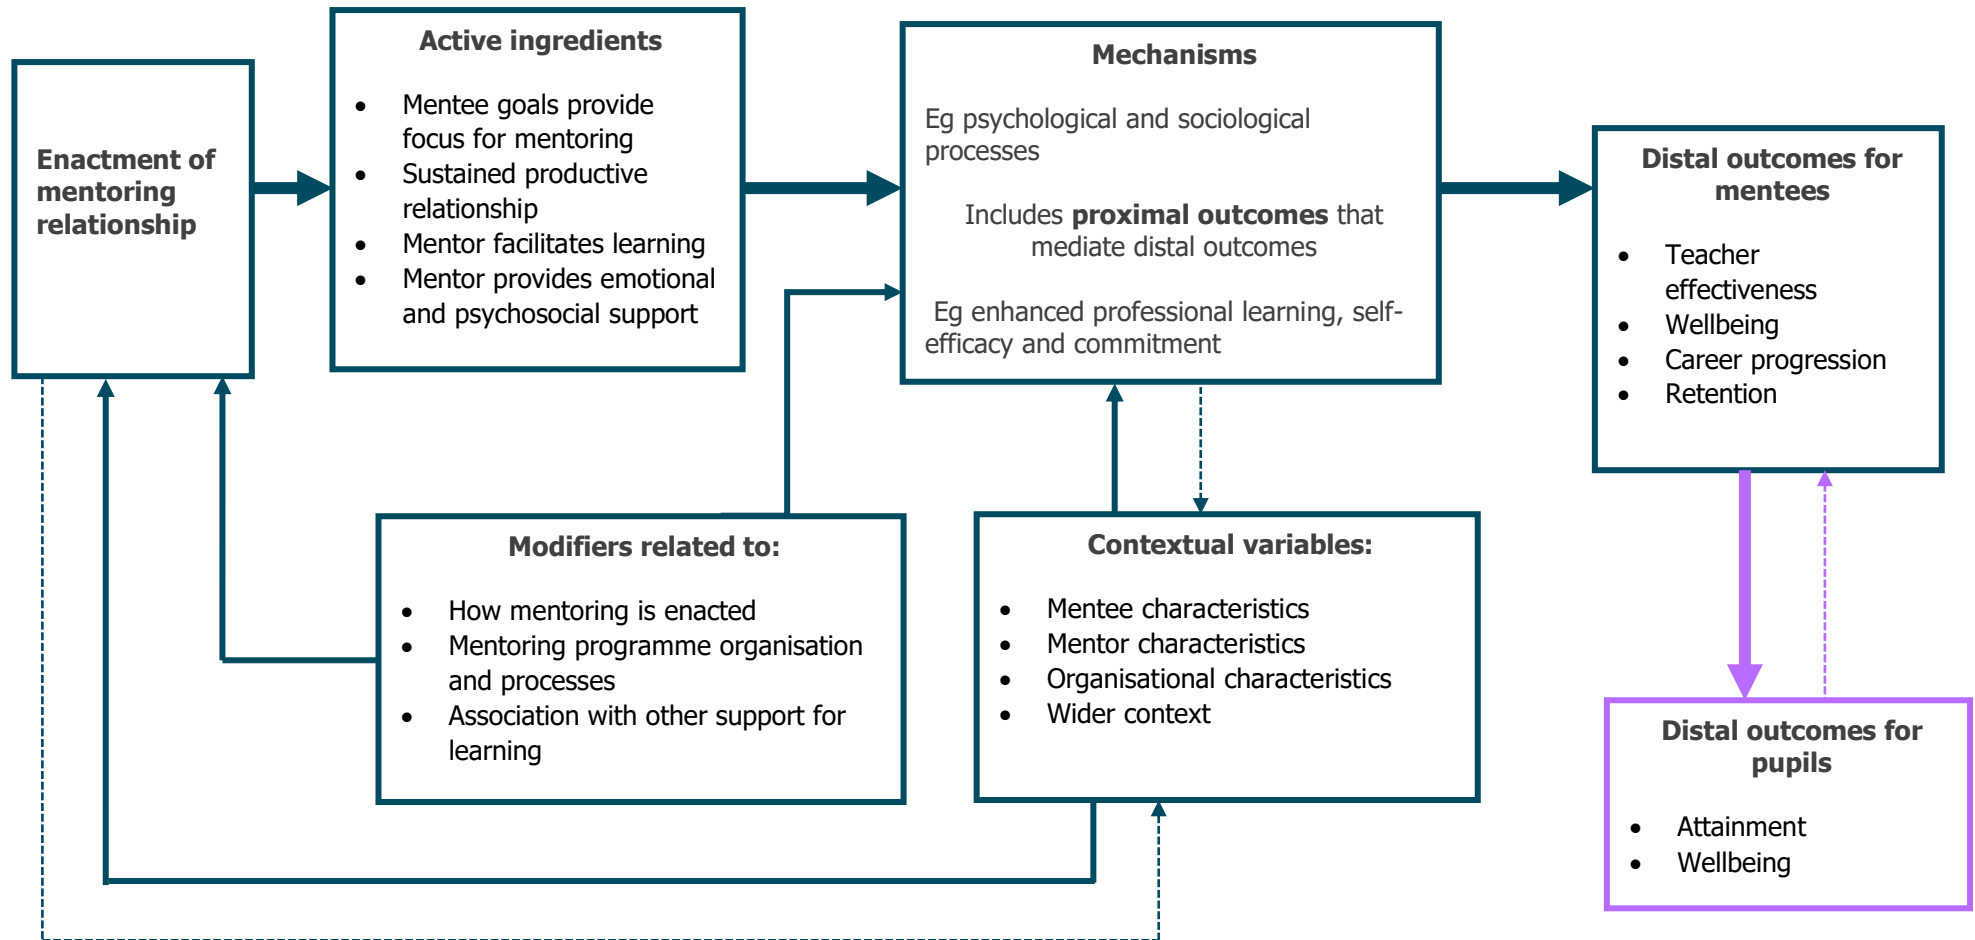 Enactment of
mentoring
relationship
Active ingredients
• Mentee goals provide
focus for mentoring
• Sustained productive
relationship
• Mentor facilitates learning
• Mentor provides emotional
and psychosocial support
Mechanisms
Eg psychological and sociological
processes
Includes proximal outcomes that
mediate distal outcomes
Eg enhanced professional learning, self-
efficacy and commitment
Distal outcomes for
mentees
• Teacher
effectiveness
• Wellbeing
• Career progression
• Retention
Modifiers related to:
• How mentoring is enacted
• Mentoring programme organisation
and processes
• Association with other support for
learning
Contextual variables:
• Mentee characteristics
• Mentor characteristics
• Organisational characteristics
• Wider context
Distal outcomes for
pupils
• Attainment
• Wellbeing